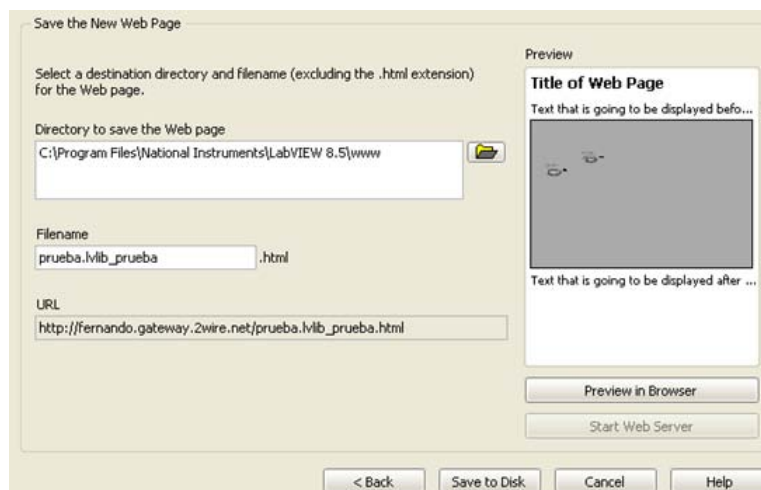 Save the New Web Page
Select a destination directory and filename (excluding the .html extension)
for the Web page.
Directory to save the Web page
C:\Program Files\National Instruments\LabVIEW 8.5\www
Filename
prueba.lvlib_prueba .html
URL
http://fernando.gateway.2wire.net/prueba.lvlib_prueba.html
Preview
Title of Web Page
Text that is going to be displayed befo...
Text that is going to be displayed after ...
Preview in Browser
Start Web Server
< Back Save to Disk Cancel Help